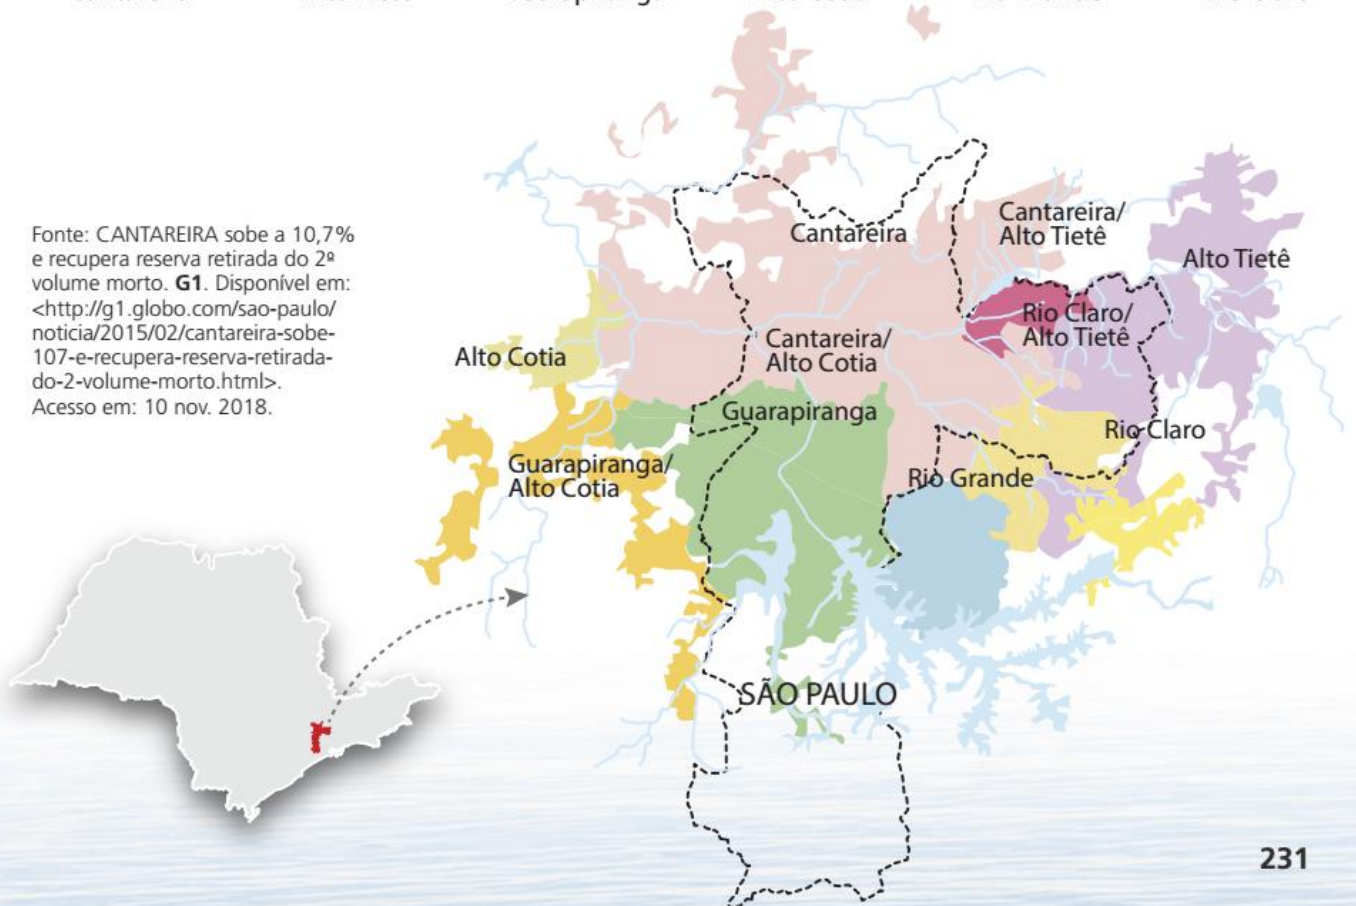 Fonte: CANTAREIRA sobe a 10,7%
e recupera reserva retirada do 2º
volume morto. G1. Disponível em:
<http://g1.globo.com/sao-paulo/
noticia/2015/02/cantareira-sobe-
107-e-recupera-reserva-retirada-
do-2-volume-morto.html>.
Acesso em: 10 nov. 2018.
Cantareira
Cantareira/
Alto Tietê
Alto Tietê
Rio Claro/
Alto Tietê
Alto Cotia
Cantareira/
Alto Cotia
Guarapiranga
Rio Claro
Guarapiranga/
Alto Cotia
Rio Grande
SÃO PAULO
231